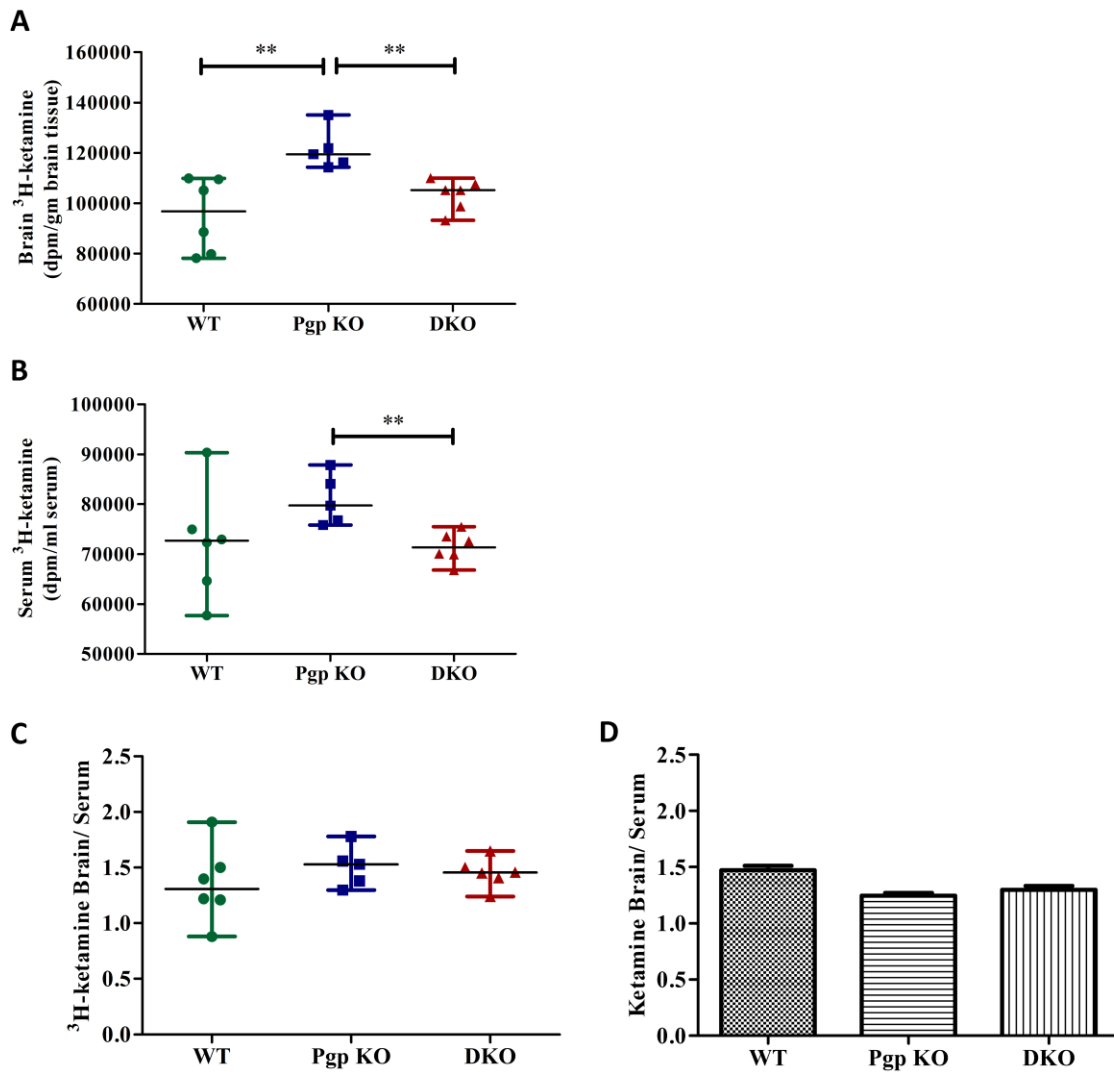 A
Brain ³H-ketamine
(dpm/gm brain tissue)
160000
140000
120000
100000
80000
60000
**
**
WT
Pgp KO
DKO
B
Serum ³H-ketamine
(dpm/ml serum)
100000
90000
80000
70000
60000
50000
**
WT
Pgp KO
DKO
C
³H-ketamine Brain/ Serum
2.5
2.0
1.5
1.0
0.5
0.0
WT
Pgp KO
DKO
D
Ketamine Brain/ Serum
2.5
2.0
1.5
1.0
0.5
0.0
WT
Pgp KO
DKO